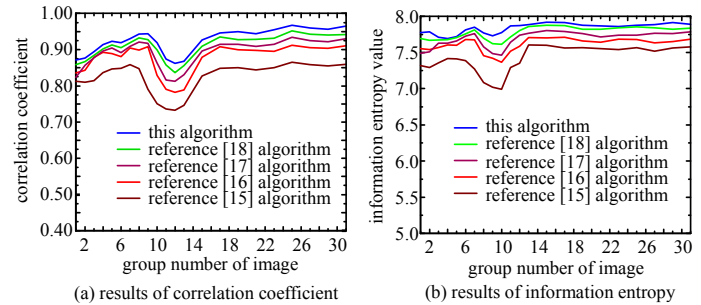 correlation coefficient
1.00
0.90
0.80
0.70
0.60
0.50
0.40
this algorithm
reference [18] algorithm
reference [17] algorithm
reference [16] algorithm
reference [15] algorithm
2 6 10 14 18 22 26 30
group number of image
(a) results of correlation coefficient
information entropy value
8.0
7.5
7.0
6.5
6.0
5.5
5.0
this algorithm
reference [18] algorithm
reference [17] algorithm
reference [16] algorithm
reference [15] algorithm
2 6 10 14 18 22 26 30
group number of image
(b) results of information entropy